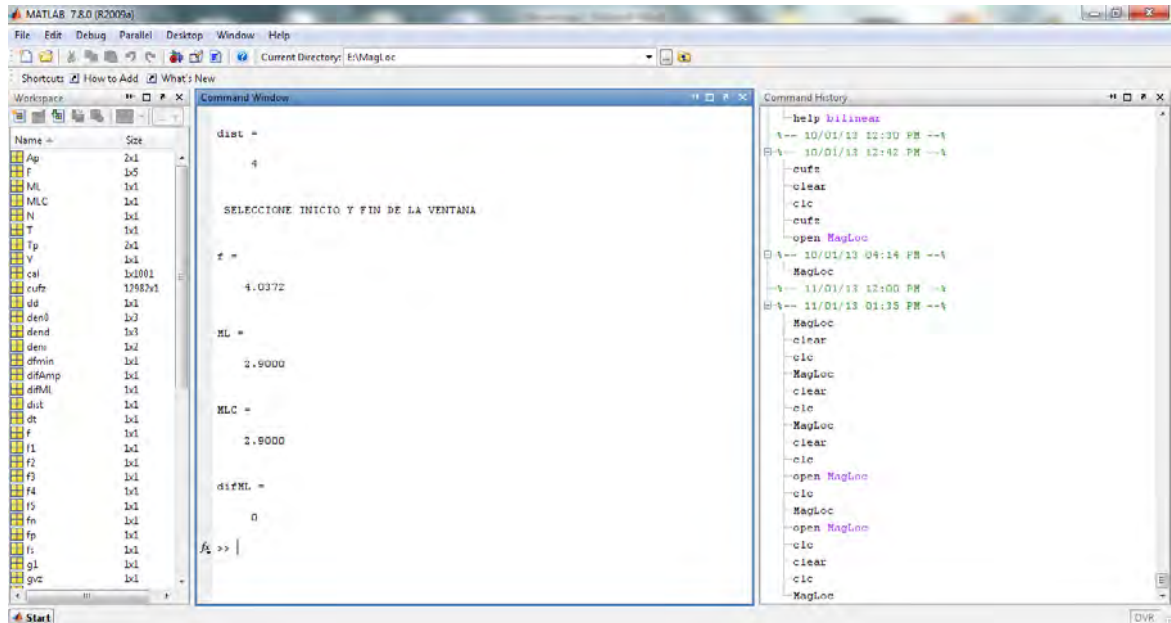 MATLAB 7.8.0 (R2009a)
File Edit Debug Parallel Desktop Window Help
Current Directory: E:\MagLoc
Shortcuts How to Add What's New
Workspace
Name Size
Ap 2x1
F 1x5
ML 1x1
MLC 1x1
N 1x1
T 1x1
Tp 2x1
V 1x1
cal 1x1001
cufz 12982x1
dd 1x1
den0 1x3
dend 1x3
1x2
dfmin 1x1
difAmp 1x1
difML 1x1
dist 1x1
dt 1x1
f 1x1
f1 1x1
f2 1x1
f3 1x1
f4 1x1
f5 1x1
fn 1x1
fp 1x1
1x1
g1 1x1
gvz 1x1
Start
Command Window
dist =
4
SELECCIONE INICIO Y FIN DE LA VENTANA
f =
4.0372
ML =
2.9000
MLC =
2.9000
difML =
0
fx >>
Command History
help bilinear
%-- 10/01/13 12:30 PM --%
%-- 10/01/13 12:42 PM --%
cufz
clear
clc
cufz
open MagLoc
%-- 10/01/13 04:14 PM --%
MagLoc
%-- 11/01/13 12:00 PM --%
%-- 11/01/13 01:35 PM --%
MagLoc
clear
clc
MagLoc
clear
clc
MagLoc
clear
clc
open MagLoc
clc
MagLoc
open MagLoc
clc
clear
clc
MagLoc
OVR